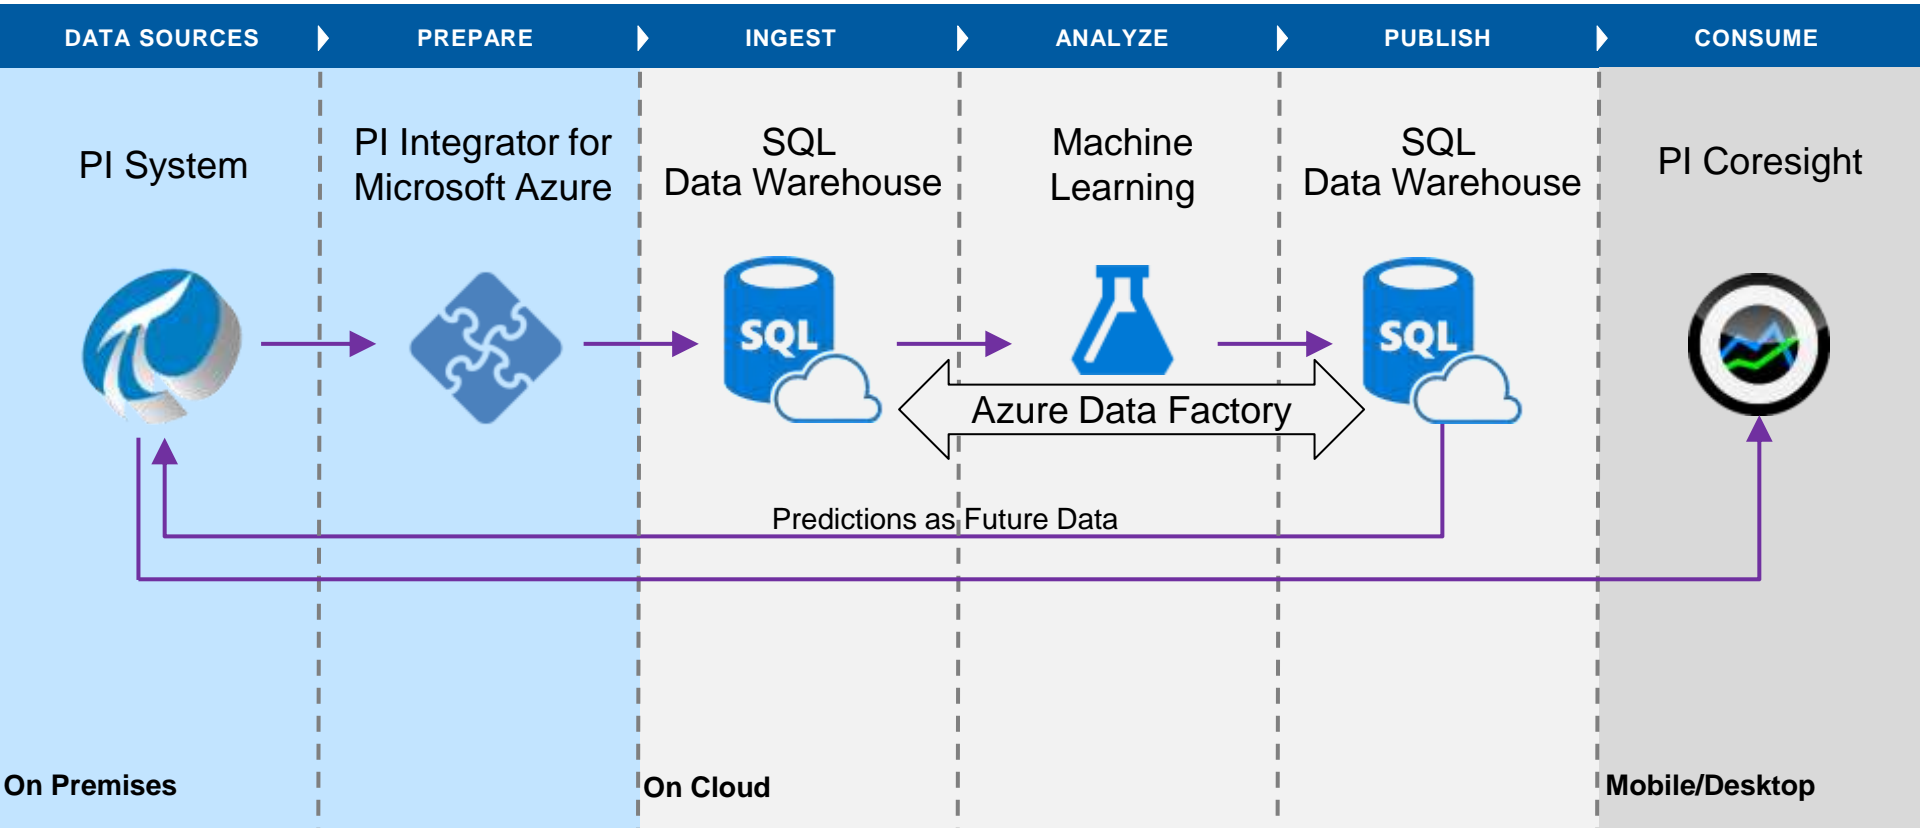 DATA SOURCES
PREPARE
INGEST
ANALYZE
PUBLISH
CONSUME
PI System
PI Integrator for
Microsoft Azure
SQL
Data Warehouse
Machine
Learning
SQL
Data Warehouse
PI Coresight
SQL
SQL
Azure Data Factory
Predictions as Future Data
On Premises
On Cloud
Mobile/Desktop